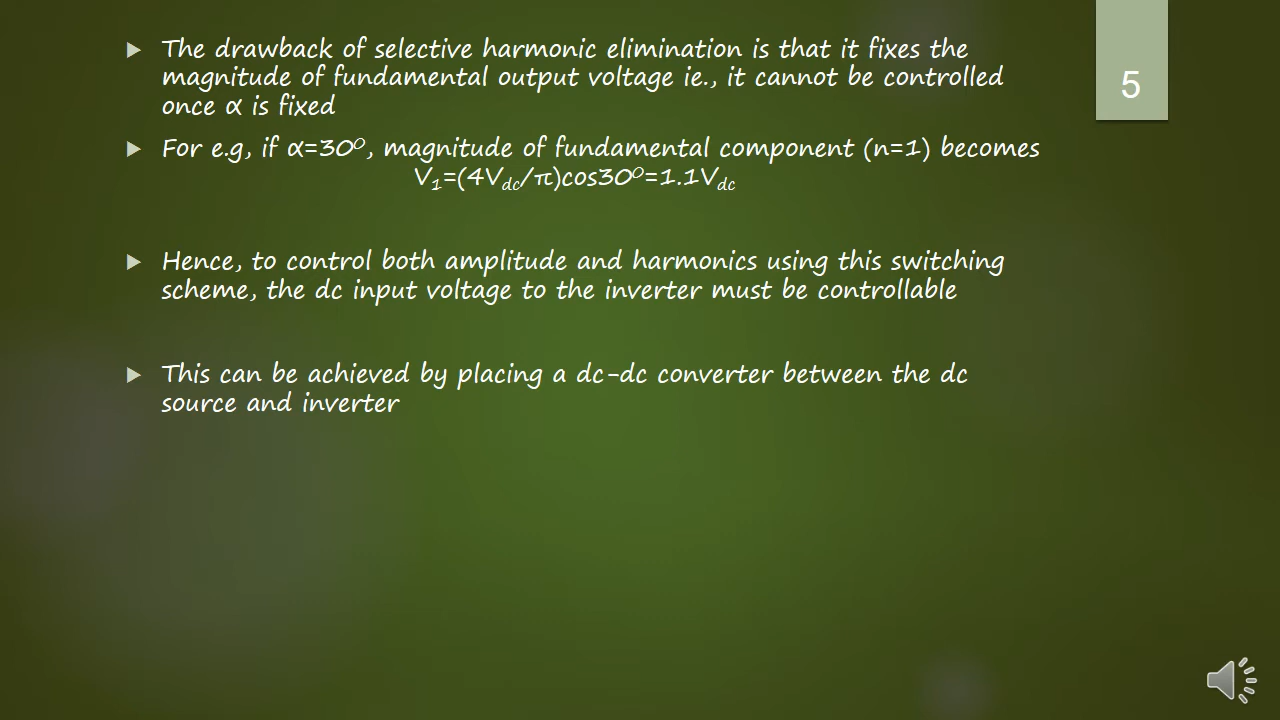 The drawback of selective harmonic elimination is that it fixes the
magnitude of fundamental output voltage ie., it cannot be controlled
once α is fixed
5
For e.g, if α=30⁰, magnitude of fundamental component (n=1) becomes
V₁=(4Vdc/π)cos30⁰=1.1Vdc
Hence, to control both amplitude and harmonics using this switching
scheme, the dc input voltage to the inverter must be controllable
This can be achieved by placing a dc-dc converter between the dc
source and inverter